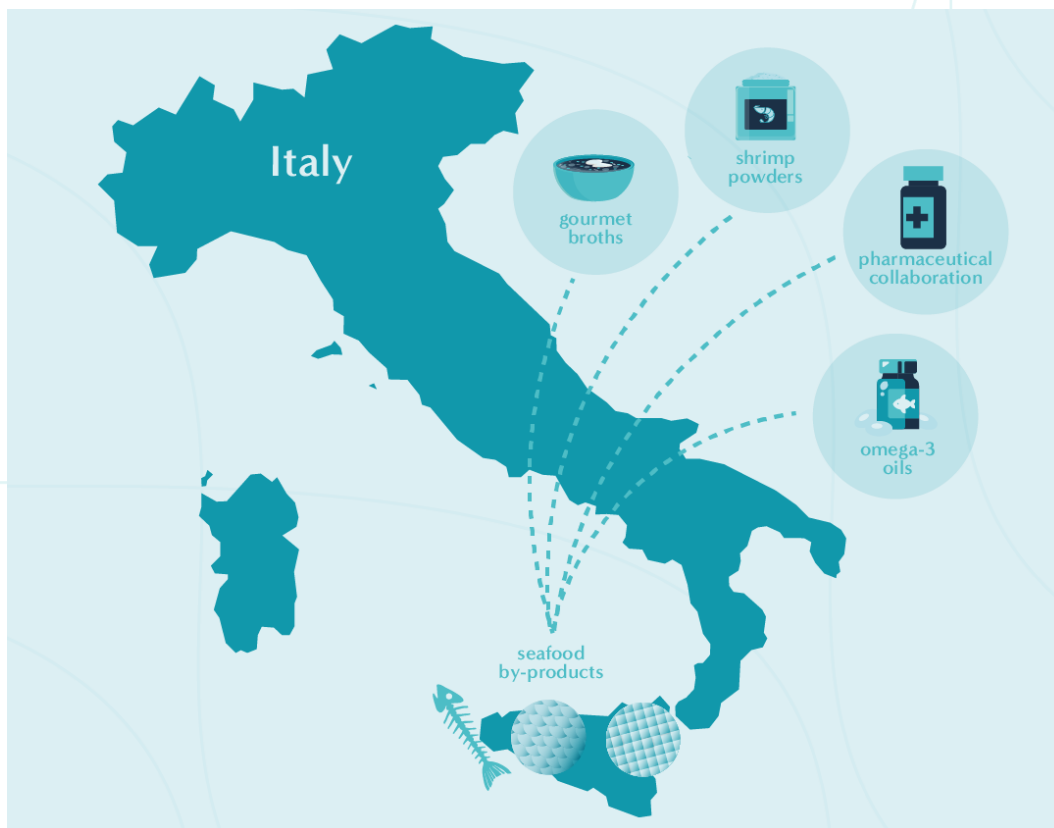 Italy
gourmet
broths
shrimp
powders
pharmaceutical
collaboration
omega-3
oils
seafood
by-products